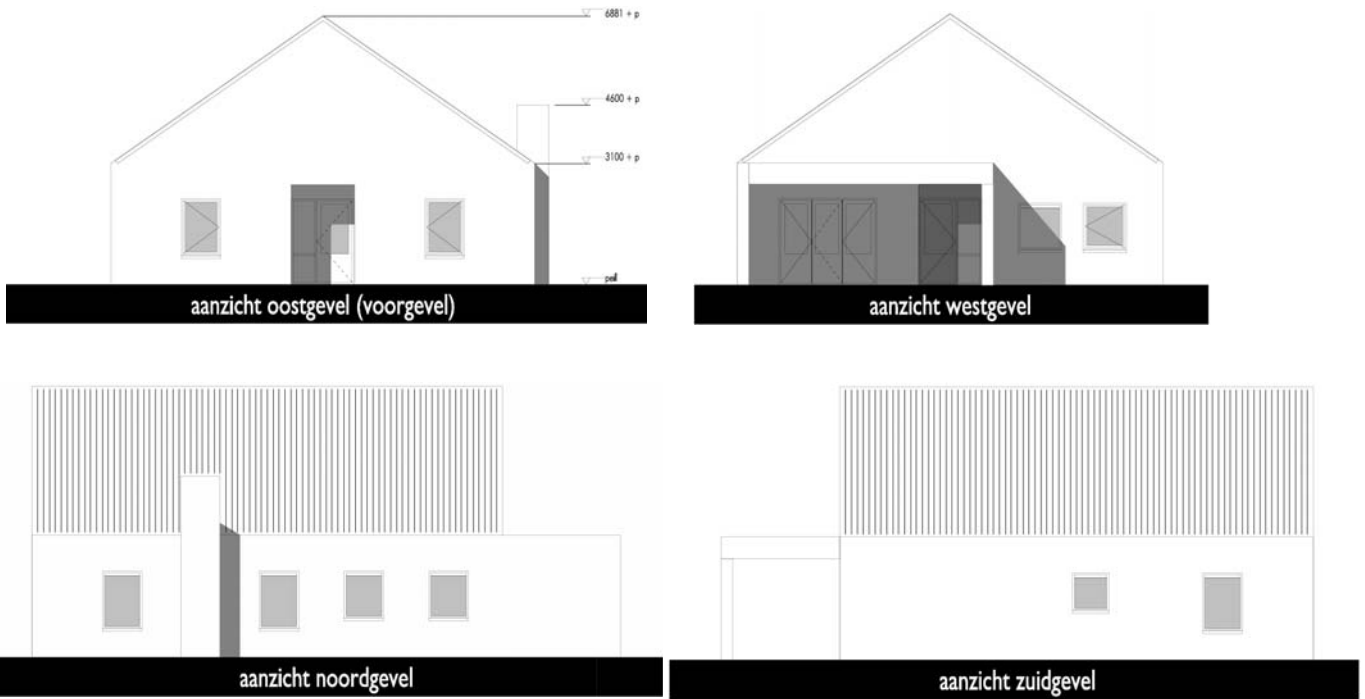 6881 + p
4600 + p
3100 + p
peil
aanzicht oostgevel (voorgevel)
aanzicht westgevel
aanzicht noordgevel
aanzicht zuidgevel